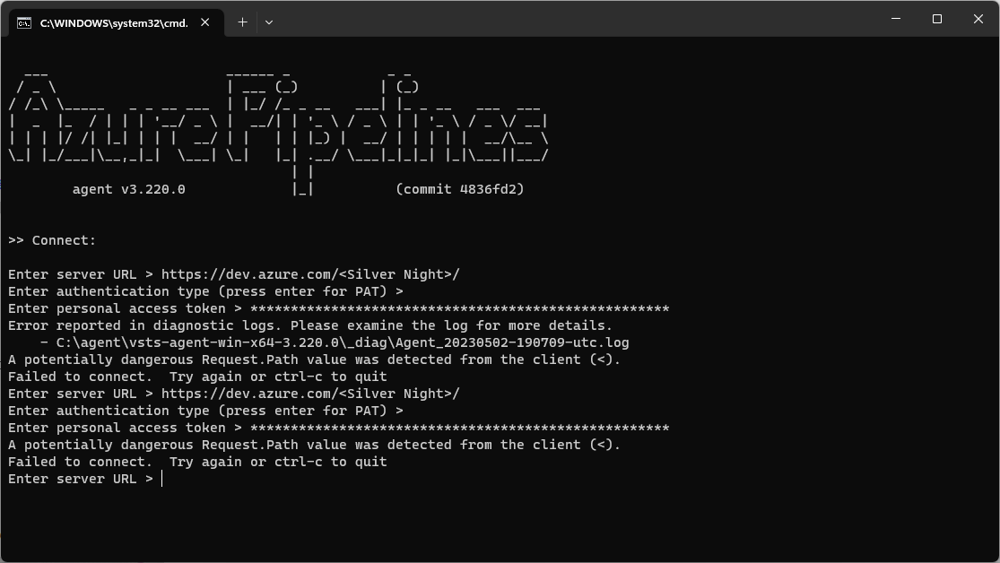 C:\WINDOWS\system32\cmd.
  ___                      ______ _            _ _
 / _ \                     | ___ (_)          | (_)
/ /_\ \_____   _ _ __ ___  | |_/ /_ _ __   ___| |_ _ __   ___  ___
|  _  |_  / | | | '__/ _ \ |  __/| | '_ \ / _ \ | | '_ \ / _ \/ __|
| | | |/ /| |_| | | |  __/ | |   | | |_) |  __/ | | | | |  __/\__ \
\_| |_/___|\__,_|_|  \___| \_|   |_| .__/ \___|_|_|_| |_|\___||___/
                                   | |
        agent v3.220.0             |_|          (commit 4836fd2)
>> Connect:
Enter server URL > https://dev.azure.com/<Silver Night>/
Enter authentication type (press enter for PAT) >
Enter personal access token > ****************************************************
Error reported in diagnostic logs. Please examine the log for more details.
    - C:\agent\vsts-agent-win-x64-3.220.0\_diag\Agent_20230502-190709-utc.log
A potentially dangerous Request.Path value was detected from the client (<).
Failed to connect.  Try again or ctrl-c to quit
Enter server URL > https://dev.azure.com/<Silver Night>/
Enter authentication type (press enter for PAT) >
Enter personal access token > ****************************************************
A potentially dangerous Request.Path value was detected from the client (<).
Failed to connect.  Try again or ctrl-c to quit
Enter server URL >